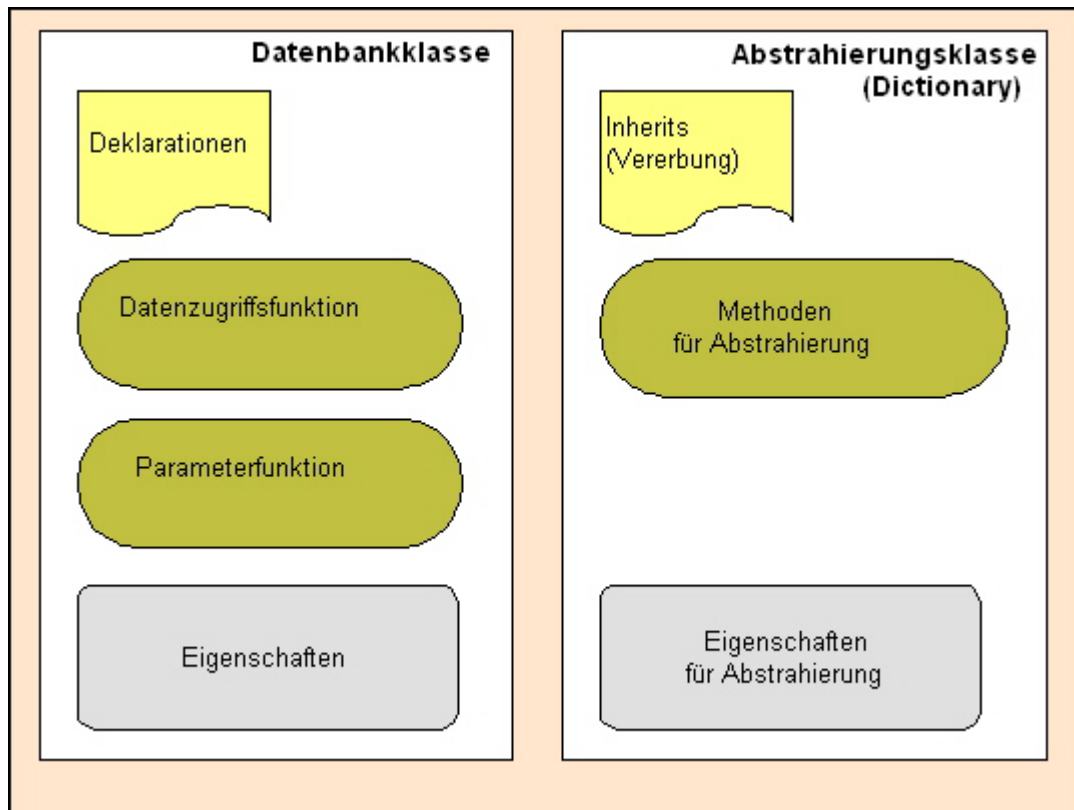 Datenbankklasse
Deklarationen
Datenzugriffsfunktion
Parameterfunktion
Eigenschaften
Abstrahierungsklasse
(Dictionary)
Inherits
(Vererbung)
Methoden
für Abstrahierung
Eigenschaften
für Abstrahierung